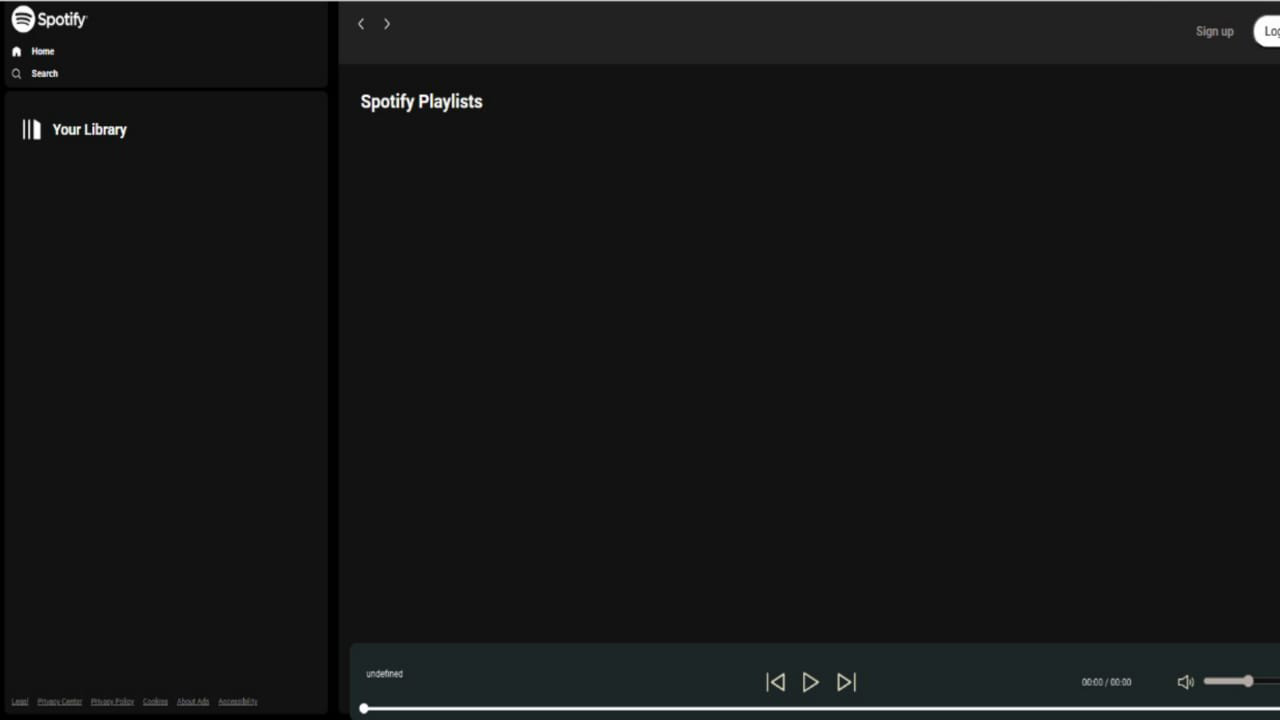 Spotify
Home
Search
Your Library
Legal Privacy Center Privacy Policy Cookies About Ads Accessibility
Sign up
Log
Spotify Playlists
undefined
00:00 / 00:00